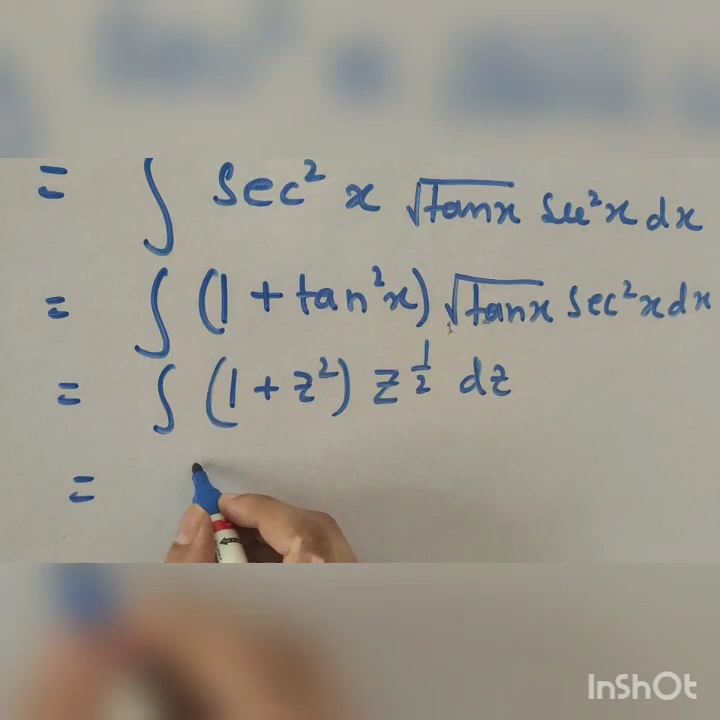 = ∫ sec² x √tanx sec²x dx
= ∫ (1 + tan²x) √tanx sec²x dx
= ∫ (1 + z²) z^½ dz
=
InShOt